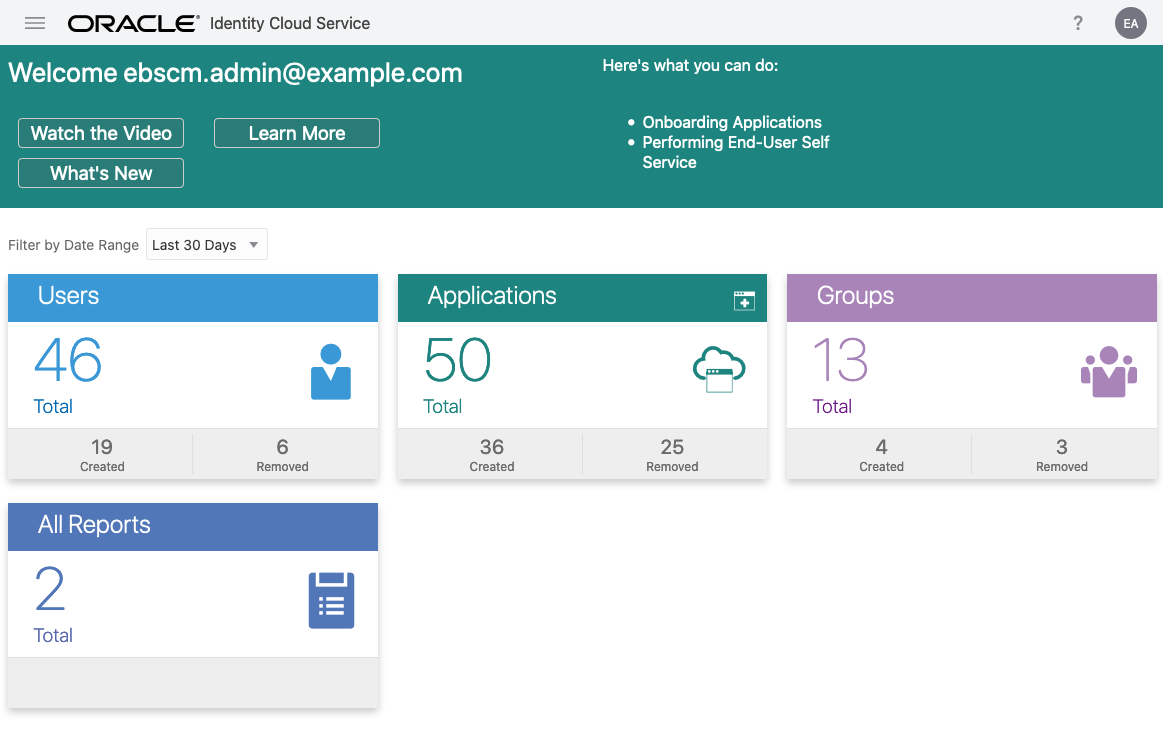 ORACLE® Identity Cloud Service
? EA
Welcome ebscm.admin@example.com
Here's what you can do:
Watch the Video
Learn More
What's New
• Onboarding Applications
• Performing End-User Self
Service
Filter by Date Range Last 30 Days
Users
46
Total
19
Created
6
Removed
Applications
50
Total
36
Created
25
Removed
Groups
13
Total
4
Created
3
Removed
All Reports
2
Total